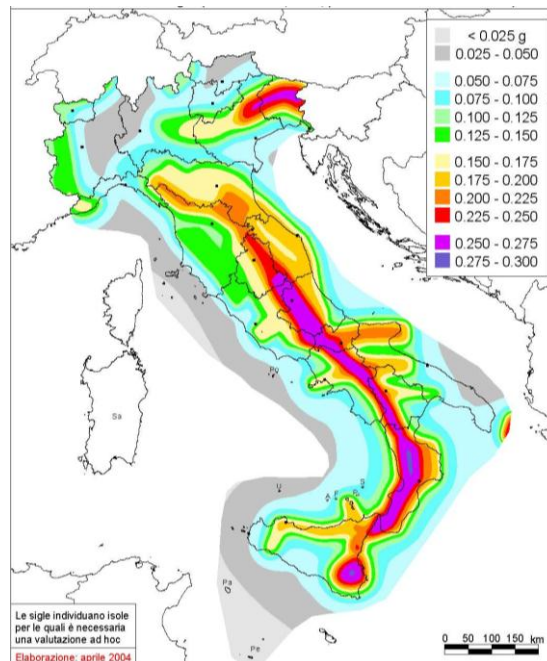 < 0.025 g
0.025 - 0.050
0.050 - 0.075
0.075 - 0.100
0.100 - 0.125
0.125 - 0.150
0.150 - 0.175
0.175 - 0.200
0.200 - 0.225
0.225 - 0.250
0.250 - 0.275
0.275 - 0.300
Sa
Po
U
Pa
Pe
Le sigle individuano isole
per le quali è necessaria
una valutazione ad hoc
Elaborazione: aprile 2004
km
0 50 100 150